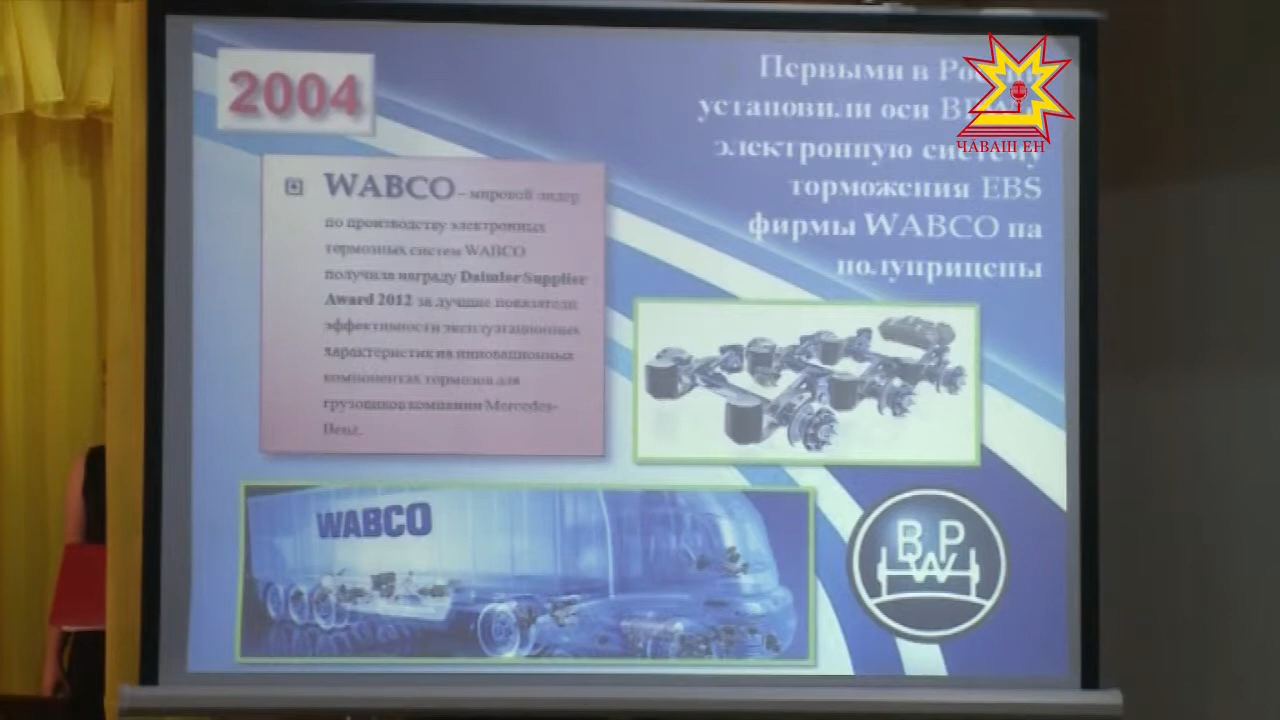 2004
Первыми в
установили оси
электронную систему
торможения EBS
фирмы WABCO на
полуприцепы
ЧӐВАШ ЕН
WABCO – мировой лидер
по производству электронных
тормозных систем WABCO
получила награду Daimler Supplier
Award 2012 за лучшие показатели
эффективности эксплуатационных
характеристик на инновационных
компонентах тормозов для
грузовиков компании Mercedes-
Benz.
WABCO
BPW